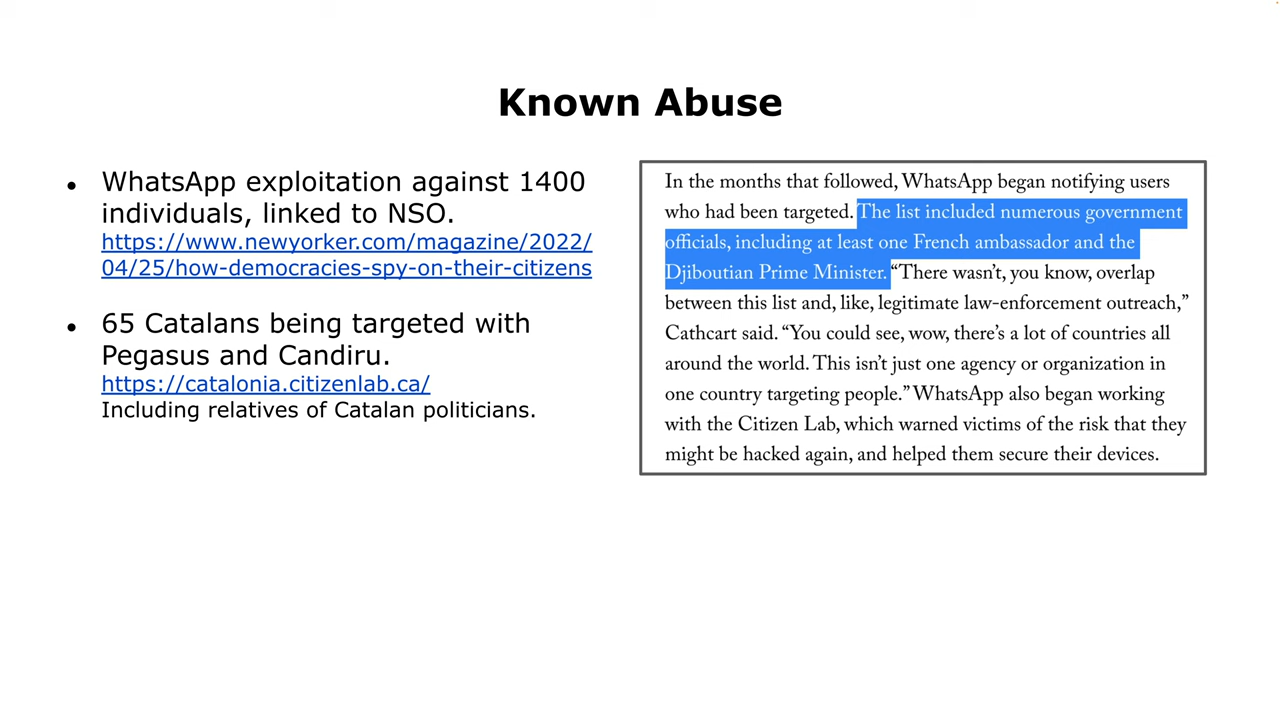 Known Abuse
● WhatsApp exploitation against 1400
individuals, linked to NSO.
https://www.newyorker.com/magazine/2022/
04/25/how-democracies-spy-on-their-citizens
● 65 Catalans being targeted with
Pegasus and Candiru.
https://catalonia.citizenlab.ca/
Including relatives of Catalan politicians.
In the months that followed, WhatsApp began notifying users
who had been targeted. The list included numerous government
officials, including at least one French ambassador and the
Djiboutian Prime Minister. “There wasn’t, you know, overlap
between this list and, like, legitimate law-enforcement outreach,”
Cathcart said. “You could see, wow, there’s a lot of countries all
around the world. This isn’t just one agency or organization in
one country targeting people.” WhatsApp also began working
with the Citizen Lab, which warned victims of the risk that they
might be hacked again, and helped them secure their devices.